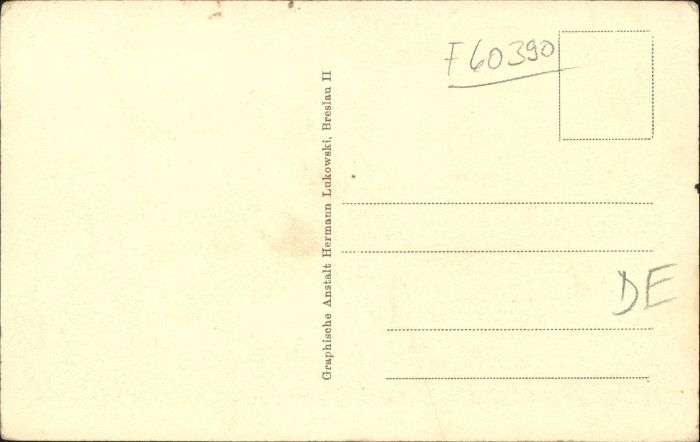 F60390
Graphische Anstalt Hermann Lukowski, Breslau II
DE